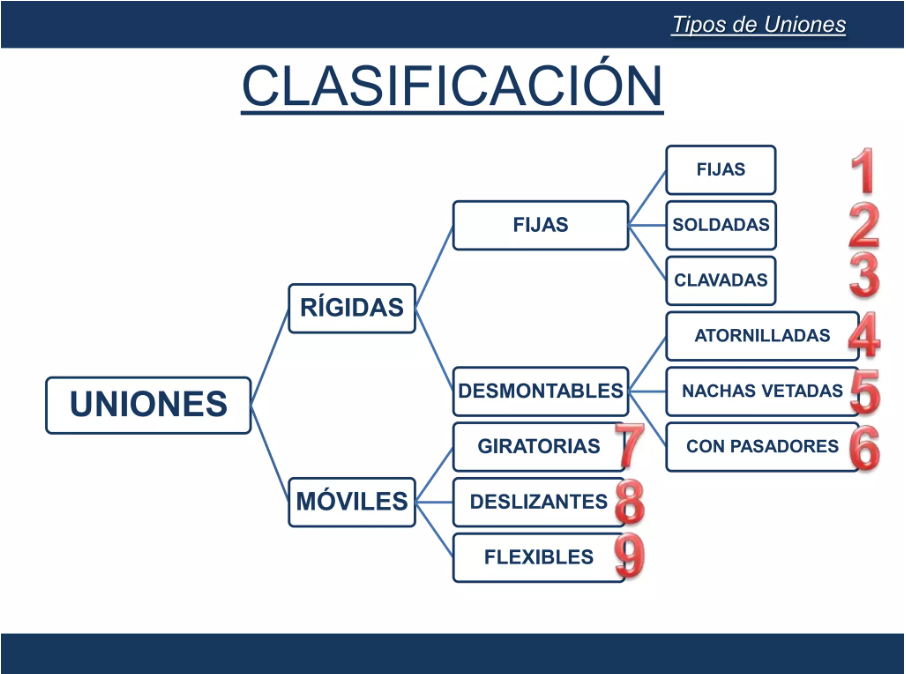 Tipos de Uniones
CLASIFICACIÓN
UNIONES
RÍGIDAS
FIJAS
FIJAS 1
SOLDADAS 2
CLAVADAS 3
DESMONTABLES
ATORNILLADAS 4
NACHAS VETADAS 5
CON PASADORES 6
MÓVILES
GIRATORIAS 7
DESLIZANTES 8
FLEXIBLES 9